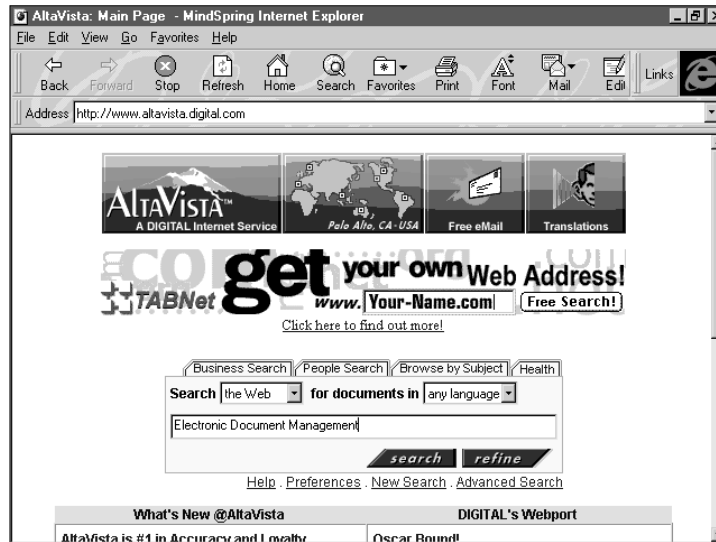 AltaVista: Main Page - MindSpring Internet Explorer
File Edit View Go Favorites Help
Back Forward Stop Refresh Home Search Favorites Print Font Mail Edit Links
Address http://www.altavista.digital.com
ALTAVISTA™
A DIGITAL Internet Service
Palo Alto, CA - USA
Free eMail
Translations
get your own Web Address!
TABNet www. Your-Name.com Free Search!
Click here to find out more!
Business Search People Search Browse by Subject Health
Search the Web for documents in any language
Electronic Document Management
search refine
Help . Preferences . New Search . Advanced Search
What's New @AltaVista DIGITAL's Webport
AltaVista is #1 in Accuracy and Loyalty Oscar Bound!